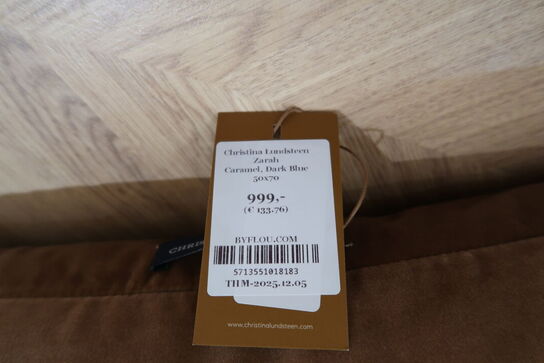 Christina Lundsteen
Zarah
Caramel, Dark Blue
50x70
999,-
(€ 133.76)
BYFLOU.COM
5713551018183
THM-2025.12.05
CHRIS
www.christinalundsteen.com